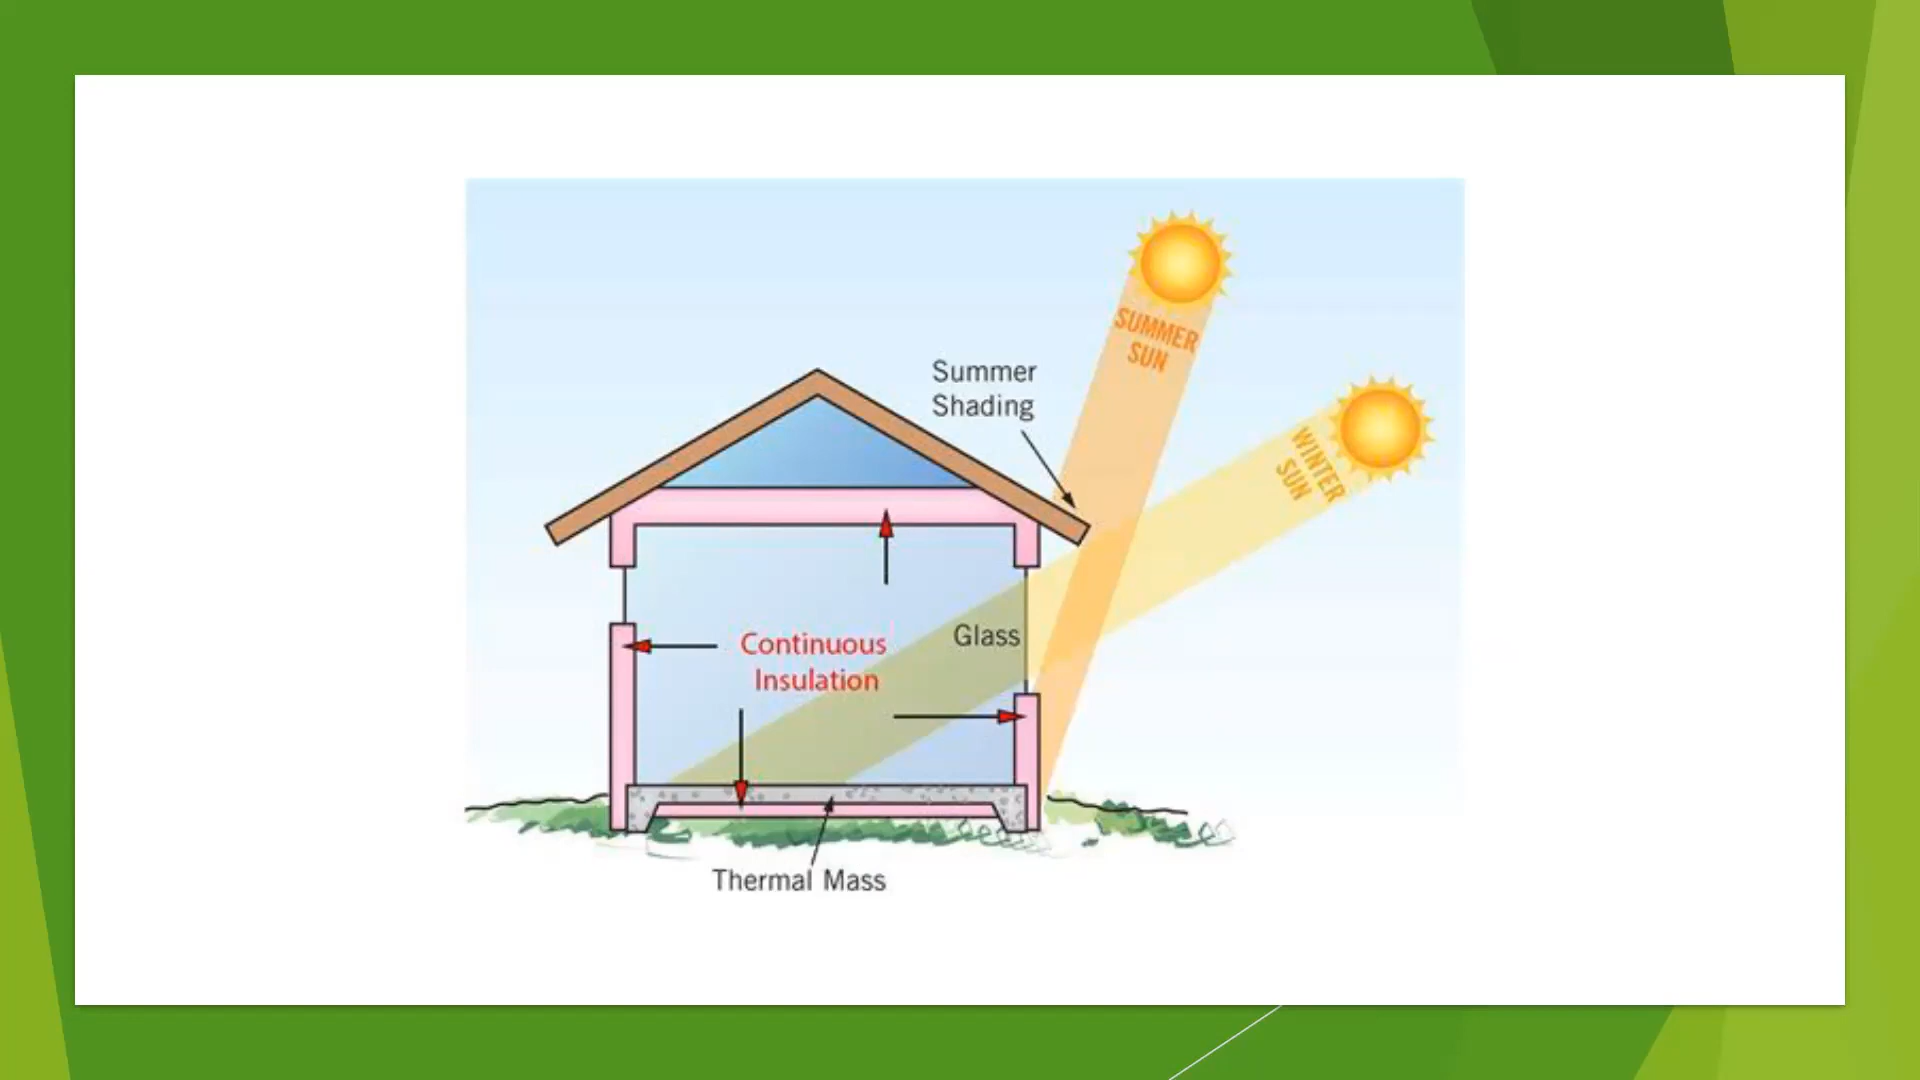 SUMMER
SUN
Summer
Shading
WINTER
SUN
Glass
Continuous
Insulation
Thermal Mass